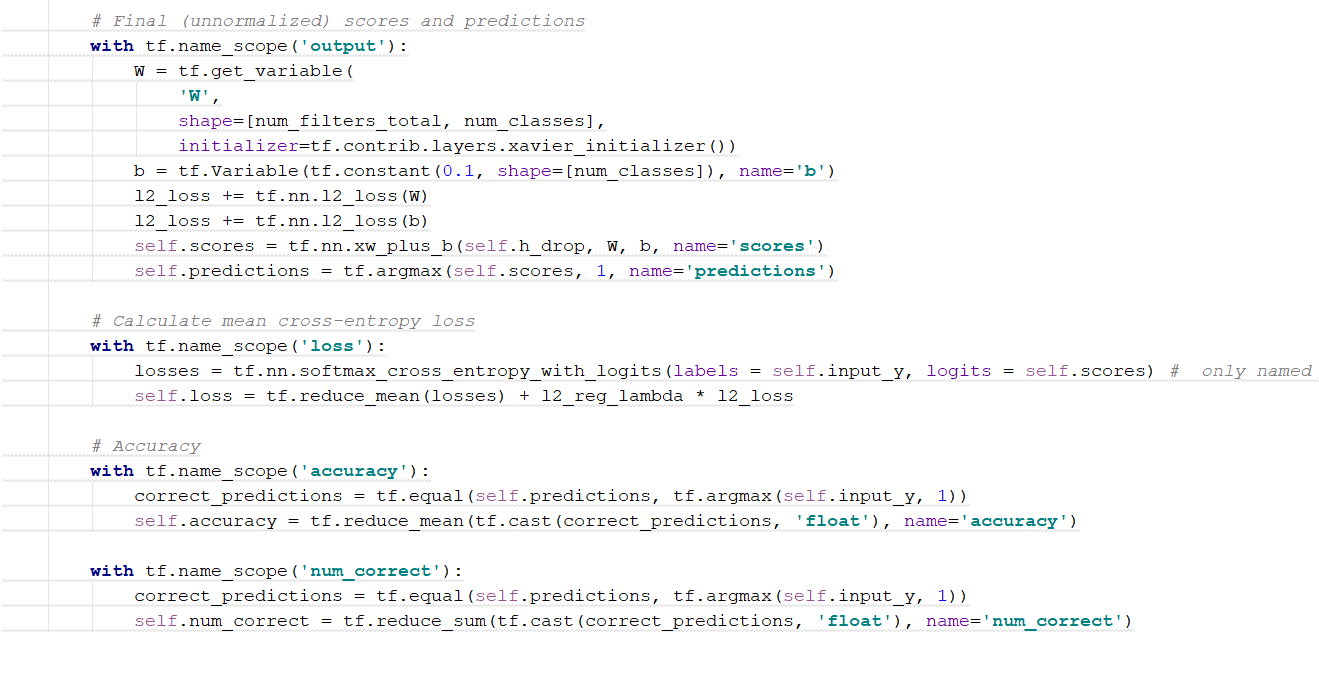 # Final (unnormalized) scores and predictions
with tf.name_scope('output'):
    W = tf.get_variable(
        'W',
        shape=[num_filters_total, num_classes],
        initializer=tf.contrib.layers.xavier_initializer())
    b = tf.Variable(tf.constant(0.1, shape=[num_classes]), name='b')
    l2_loss += tf.nn.l2_loss(W)
    l2_loss += tf.nn.l2_loss(b)
    self.scores = tf.nn.xw_plus_b(self.h_drop, W, b, name='scores')
    self.predictions = tf.argmax(self.scores, 1, name='predictions')
# Calculate mean cross-entropy loss
with tf.name_scope('loss'):
    losses = tf.nn.softmax_cross_entropy_with_logits(labels = self.input_y, logits = self.scores) #  only named
    self.loss = tf.reduce_mean(losses) + l2_reg_lambda * l2_loss
# Accuracy
with tf.name_scope('accuracy'):
    correct_predictions = tf.equal(self.predictions, tf.argmax(self.input_y, 1))
    self.accuracy = tf.reduce_mean(tf.cast(correct_predictions, 'float'), name='accuracy')
with tf.name_scope('num_correct'):
    correct_predictions = tf.equal(self.predictions, tf.argmax(self.input_y, 1))
    self.num_correct = tf.reduce_sum(tf.cast(correct_predictions, 'float'), name='num_correct')